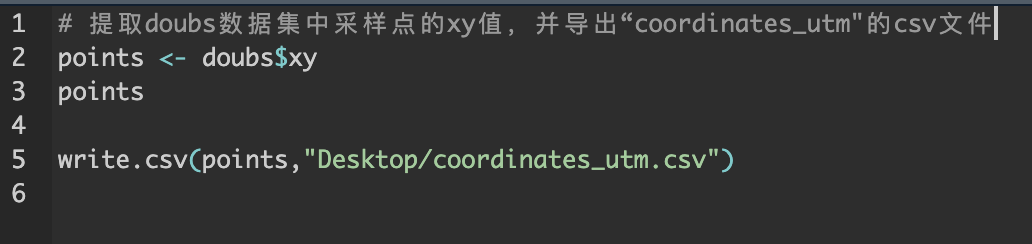 1 # 提取doubs数据集中采样点的xy值，并导出“coordinates_utm"的csv文件
2 points <- doubs$xy
3 points
4
5 write.csv(points,"Desktop/coordinates_utm.csv")
6